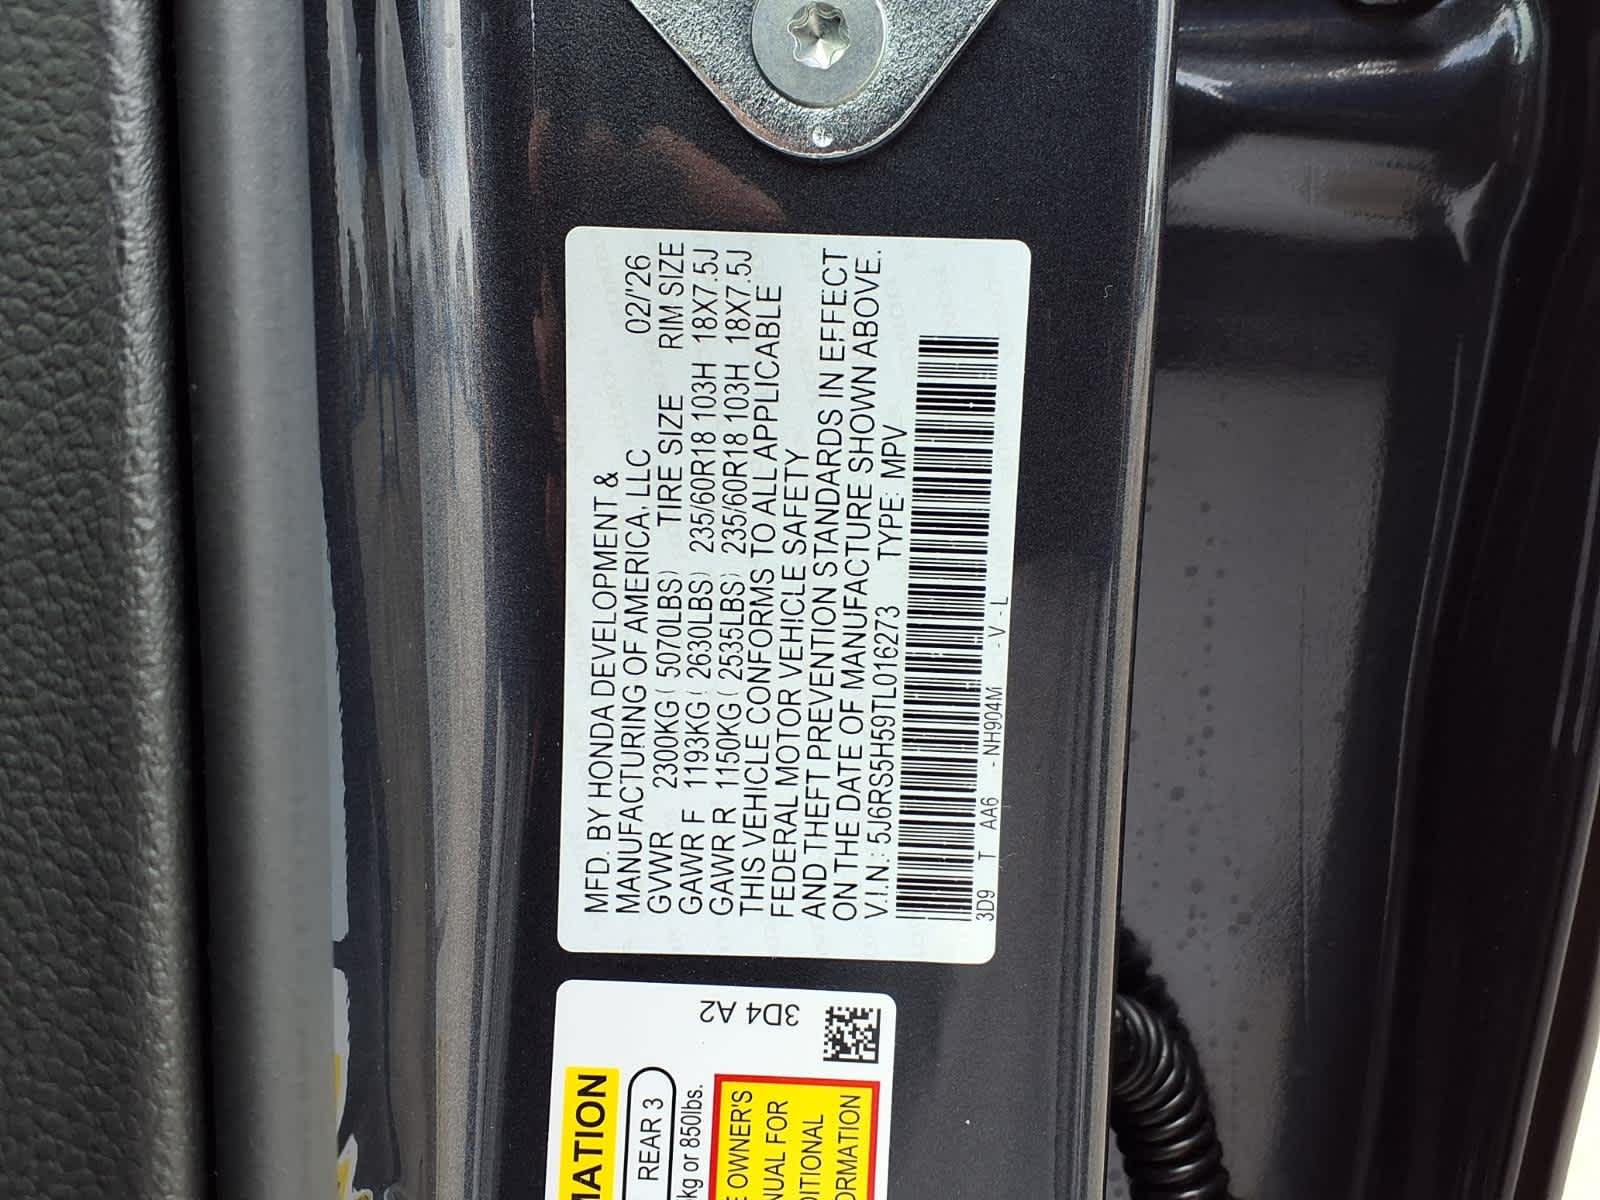 MFD. BY HONDA DEVELOPMENT &
MANUFACTURING OF AMERICA, LLC 02/'26
GVWR 2300KG ( 5070LBS) TIRE SIZE RIM SIZE
GAWR F 1193KG ( 2630LBS) 235/60R18 103H 18X7.5J
GAWR R 1150KG ( 2535LBS) 235/60R18 103H 18X7.5J
THIS VEHICLE CONFORMS TO ALL APPLICABLE
FEDERAL MOTOR VEHICLE SAFETY
AND THEFT PREVENTION STANDARDS IN EFFECT
ON THE DATE OF MANUFACTURE SHOWN ABOVE.
V.I.N.: 5J6RS5H59TL016273 TYPE: MPV
3D9 T AA6 - NH904M - V - L
3D4 A2
MATION
REAR 3
kg or 850lbs.
E OWNER'S
NUAL FOR
DITIONAL
ORMATION